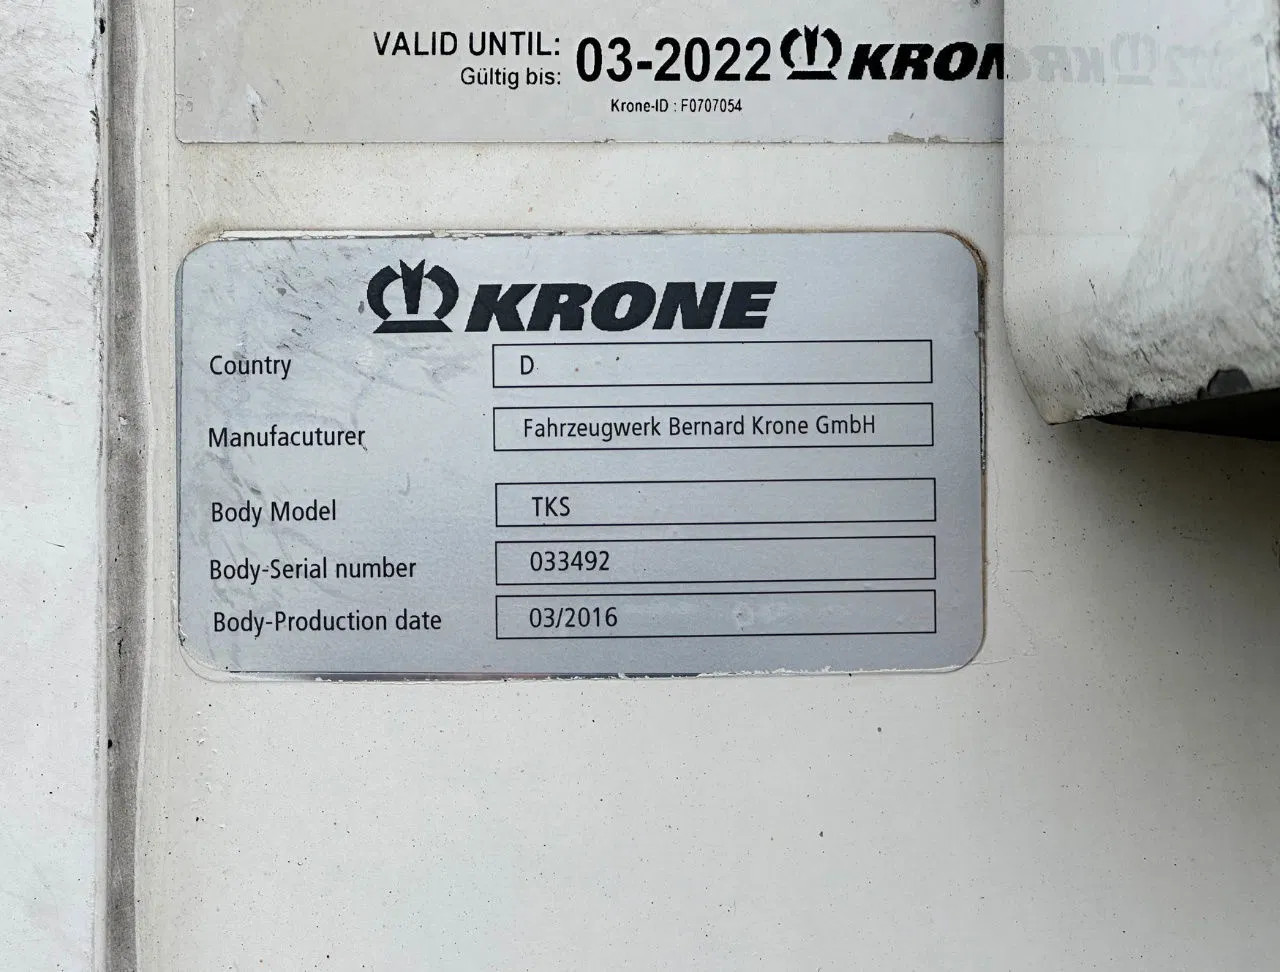 VALID UNTIL: 03-2022 KRONE
Gültig bis:
Krone-ID : F0707054
KRONE
Country D
Manufacuturer Fahrzeugwerk Bernard Krone GmbH
Body Model TKS
Body-Serial number 033492
Body-Production date 03/2016